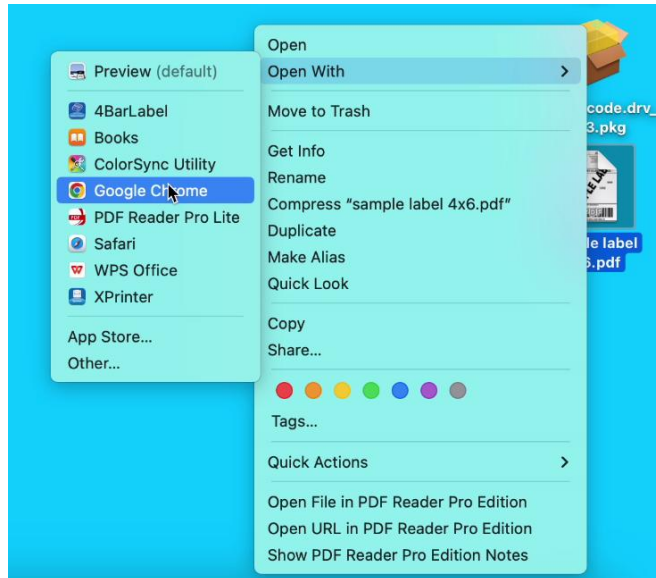 Preview (default)
4BarLabel
Books
ColorSync Utility
Google Chrome
PDF Reader Pro Lite
Safari
WPS Office
XPrinter
App Store...
Other...
Open
Open With
Move to Trash
Get Info
Rename
Compress “sample label 4x6.pdf”
Duplicate
Make Alias
Quick Look
Copy
Share...
Tags...
Quick Actions
Open File in PDF Reader Pro Edition
Open URL in PDF Reader Pro Edition
Show PDF Reader Pro Edition Notes
code.drv_
3.pkg
le label
6.pdf